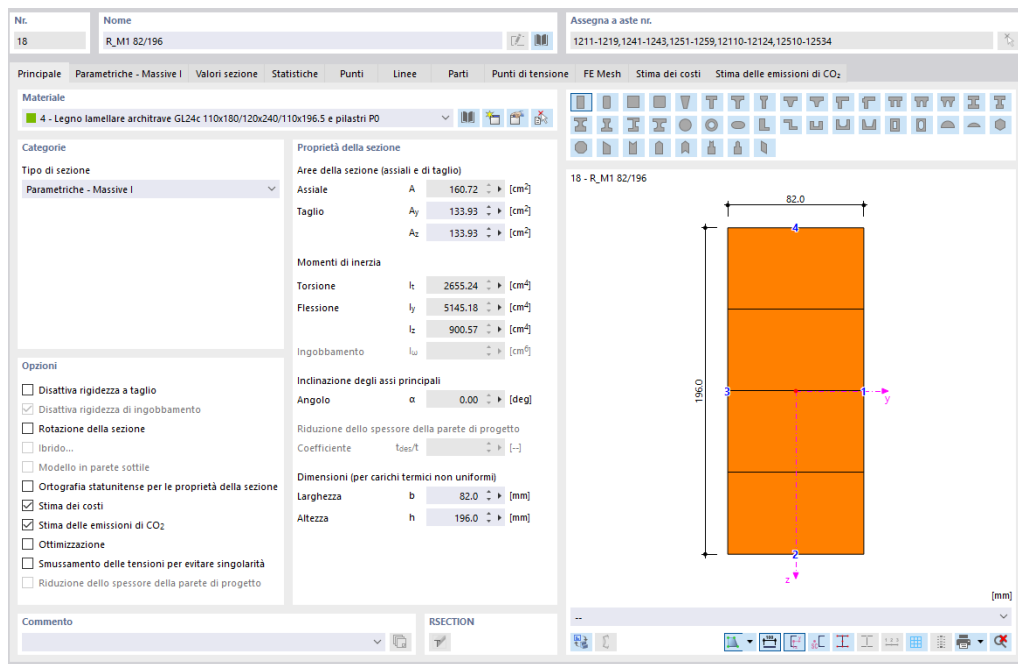 Nr.
18
Nome
R_M1 82/196
Assegna a aste nr.
1211-1219,1241-1243,1251-1259,12110-12124,12510-12534
Principale Parametriche - Massive I Valori sezione Statistiche Punti Linee Parti Punti di tensione FE Mesh Stima dei costi Stima delle emissioni di CO₂
Materiale
4 - Legno lamellare architrave GL24c 110x180/120x240/110x196.5 e pilastri P0
Categorie
Tipo di sezione
Parametriche - Massive I
Opzioni
Disattiva rigidezza a taglio
Disattiva rigidezza di ingobbamento
Rotazione della sezione
Ibrido...
Modello in parete sottile
Ortografia statunitense per le proprietà della sezione
Stima dei costi
Stima delle emissioni di CO₂
Ottimizzazione
Smussamento delle tensioni per evitare singolarità
Riduzione dello spessore della parete di progetto
Proprietà della sezione
Aree della sezione (assiali e di taglio)
Assiale A 160.72 [cm²]
Taglio Ay 133.93 [cm²]
Az 133.93 [cm²]
Momenti di inerzia
Torsione It 2655.24 [cm⁴]
Flessione Iy 5145.18 [cm⁴]
Iz 900.57 [cm⁴]
Ingobbamento Iω [cm⁶]
Inclinazione degli assi principali
Angolo α 0.00 [deg]
Riduzione dello spessore della parete di progetto
Coefficiente tdes/t [--]
Dimensioni (per carichi termici non uniformi)
Larghezza b 82.0 [mm]
Altezza h 196.0 [mm]
Commento
RSECTION
18 - R_M1 82/196
82.0
4
196.0
3
1
y
2
z
[mm]
--